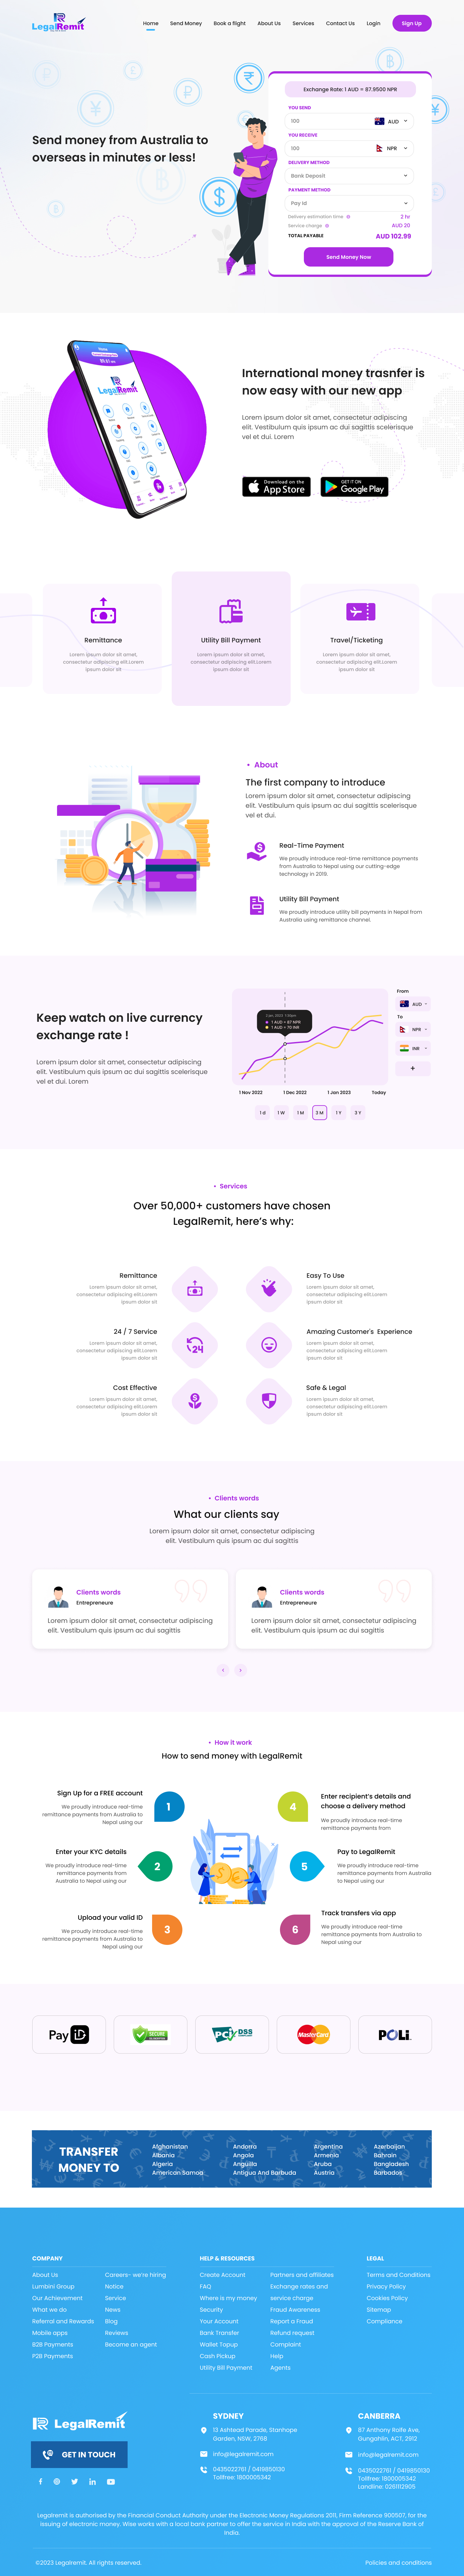 LegalRemit
Home
Send Money
Book a flight
About Us
Services
Contact Us
Login
Sign Up
Send money from Australia to
overseas in minutes or less!
Exchange Rate: 1 AUD = 87.9500 NPR
YOU SEND
100
AUD
YOU RECEIVE
100
NPR
DELIVERY METHOD
Bank Deposit
PAYMENT METHOD
Pay Id
Delivery estimation time
2 hr
Service charge
AUD 20
TOTAL PAYABLE
AUD 102.99
Send Money Now
LegalRemit
International money trasnfer is
now easy with our new app
Lorem ipsum dolor sit amet, consectetur adipiscing
elit. Vestibulum quis ipsum ac dui sagittis scelerisque
vel et dui. Lorem
Download on the
App Store
GET IT ON
Google Play
Remittance
Lorem ipsum dolor sit amet,
consectetur adipiscing elit.Lorem
ipsum dolor sit
Utility Bill Payment
Lorem ipsum dolor sit amet,
consectetur adipiscing elit.Lorem
ipsum dolor sit
Travel/Ticketing
Lorem ipsum dolor sit amet,
consectetur adipiscing elit.Lorem
ipsum dolor sit
• About
The first company to introduce
Lorem ipsum dolor sit amet, consectetur adipiscing
elit. Vestibulum quis ipsum ac dui sagittis scelerisque
vel et dui.
Real-Time Payment
We proudly introduce real-time remittance payments
from Australia to Nepal using our cutting-edge
technology in 2019.
Utility Bill Payment
We proudly introduce utility bill payments in Nepal from
Australia using remittance channel.
Keep watch on live currency
exchange rate !
Lorem ipsum dolor sit amet, consectetur adipiscing
elit. Vestibulum quis ipsum ac dui sagittis scelerisque
vel et dui. Lorem
1 AUD = 87 NPR
1 AUD = 70 INR
1 Nov 2022
1 Dec 2022
1 Jan 2023
Today
1 d
1 W
1 M
3 M
1 Y
3 Y
From
AUD
To
NPR
INR
+
• Services
Over 50,000+ customers have chosen
LegalRemit, here's why:
Remittance
Lorem ipsum dolor sit amet,
consectetur adipiscing elit.Lorem
ipsum dolor sit
Easy To Use
Lorem ipsum dolor sit amet,
consectetur adipiscing elit.Lorem
ipsum dolor sit
24 / 7 Service
Lorem ipsum dolor sit amet,
consectetur adipiscing elit.Lorem
ipsum dolor sit
24
Amazing Customer's Experience
Lorem ipsum dolor sit amet,
consectetur adipiscing elit.Lorem
ipsum dolor sit
Cost Effective
Lorem ipsum dolor sit amet,
consectetur adipiscing elit.Lorem
ipsum dolor sit
Safe & Legal
Lorem ipsum dolor sit amet,
consectetur adipiscing elit.Lorem
ipsum dolor sit
• Clients words
What our clients say
Lorem ipsum dolor sit amet, consectetur adipiscing
elit. Vestibulum quis ipsum ac dui sagittis
Clients words
Entrepreneure
Lorem ipsum dolor sit amet, consectetur adipiscing
elit. Vestibulum quis ipsum ac dui sagittis
Clients words
Entrepreneure
Lorem ipsum dolor sit amet, consectetur adipiscing
elit. Vestibulum quis ipsum ac dui sagittis
• How it work
How to send money with LegalRemit
Sign Up for a FREE account
We proudly introduce real-time
remittance payments from Australia to
Nepal using our
1
Enter your KYC details
We proudly introduce real-time
remittance payments from
Australia to Nepal using our
2
Upload your valid ID
We proudly introduce real-time
remittance payments from Australia to
Nepal using our
3
4
Enter recipient's details and
choose a delivery method
We proudly introduce real-time
remittance payments from
5
Pay to LegalRemit
We proudly introduce real-time
remittance payments from Australia
to Nepal using our
6
Track transfers via app
We proudly introduce real-time
remittance payments from Australia to
Nepal using our
Pay iD
SECURE
PCI DSS
MasterCard
POLi
TRANSFER
MONEY TO
Afghanistan
Albania
Algeria
American Samoa
Andorra
Angola
Anguilla
Antigua And Barbuda
Argentina
Armenia
Aruba
Austria
Azerbaijan
Bahrain
Bangladesh
Barbados
COMPANY
About Us
Lumbini Group
Our Achievement
What we do
Referral and Rewards
Mobile apps
B2B Payments
P2B Payments
Careers- we're hiring
Notice
Service
News
Blog
Reviews
Become an agent
HELP & RESOURCES
Create Account
FAQ
Where is my money
Security
Your Account
Bank Transfer
Wallet Topup
Cash Pickup
Utility Bill Payment
Partners and affiliates
Exchange rates and
service charge
Fraud Awareness
Report a Fraud
Refund request
Complaint
Help
Agents
LEGAL
Terms and Conditions
Privacy Policy
Cookies Policy
Sitemap
Compliance
LegalRemit
GET IN TOUCH
SYDNEY
13 Ashlead Parade, Stanhope
Garden, NSW, 2768
info@legalremit.com
0435022761 / 0419850130
Tollfree: 1800005342
CANBERRA
87 Anthony Rolfe Ave,
Gungahlin, ACT, 2912
info@legalremit.com
0435022761 / 0419850130
Tollfree: 1800005342
Landline: 0261112905
Legalremit is authorised by the Financial Conduct Authority under the Electronic Money Regulations 2011, Firm Reference 900507, for the
issuing of electronic money. Wise works with a local bank partner to offer the service in India with the approval of the Reserve Bank of
India.
©2023 Legalremit. All rights reserved.
Policies and conditions